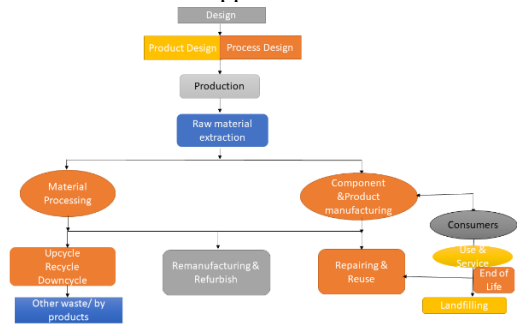 Design
Product Design
Process Design
Production
Raw material
extraction
Material
Processing
Component
&Product
manufacturing
Consumers
Use &
Service
End of
Life
Landfilling
Upcycle
Recycle
Downcycle
Remanufacturing &
Refurbish
Repairing &
Reuse
Other waste/ by
products